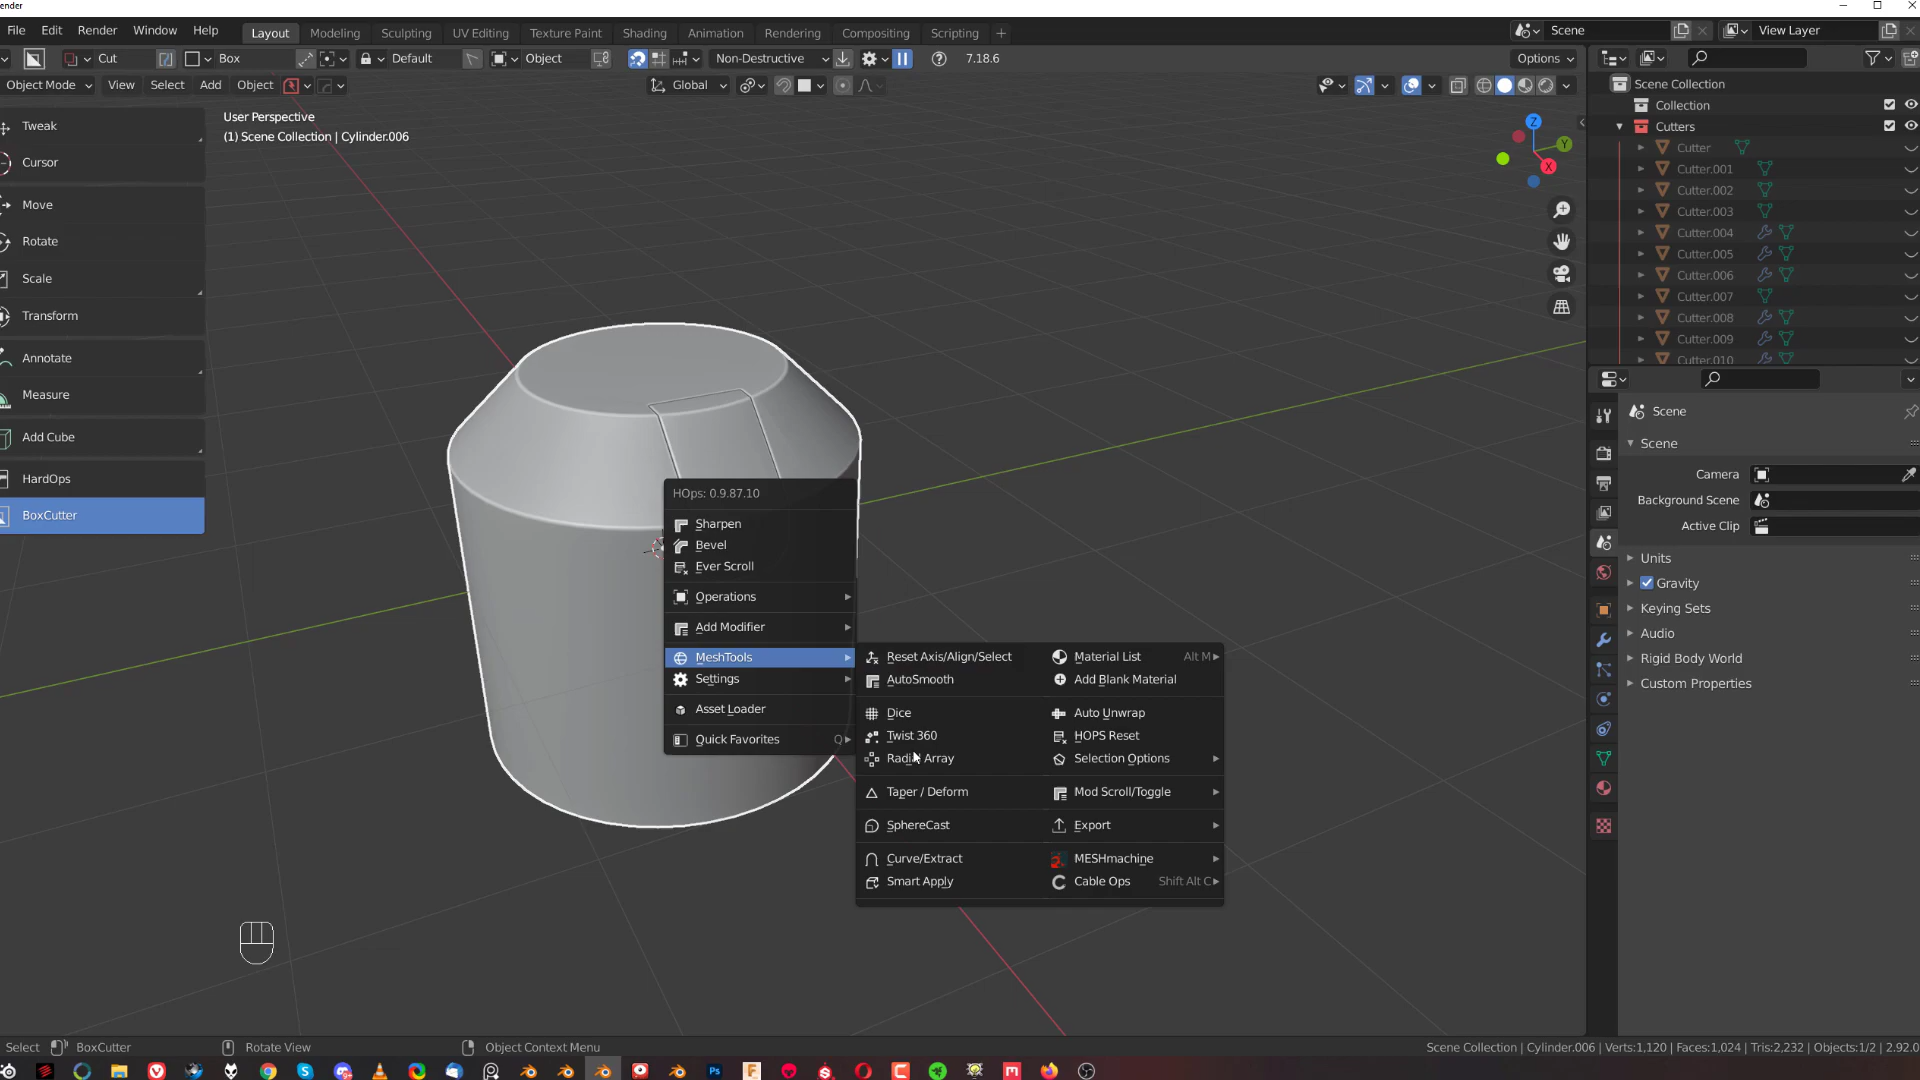 ender
File Edit Render Window Help Layout Modeling Sculpting UV Editing Texture Paint Shading Animation Rendering Compositing Scripting + Scene View Layer
Cut Box Default Object Non-Destructive 7.18.6 Options
Object Mode View Select Add Object Global
Tweak
Cursor
Move
Rotate
Scale
Transform
Annotate
Measure
Add Cube
HardOps
BoxCutter
User Perspective
(1) Scene Collection | Cylinder.006
Z
Y
X
HOps: 0.9.87.10
Sharpen
Bevel
Ever Scroll
Operations
Add Modifier
MeshTools
Settings
Asset Loader
Quick Favorites Q
Reset Axis/Align/Select
AutoSmooth
Dice
Twist 360
Radial Array
Taper / Deform
SphereCast
Curve/Extract
Smart Apply
Material List Alt M
Add Blank Material
Auto Unwrap
HOPS Reset
Selection Options
Mod Scroll/Toggle
Export
MESHmachine
Cable Ops Shift Alt C
Scene Collection
Collection
Cutters
Cutter
Cutter.001
Cutter.002
Cutter.003
Cutter.004
Cutter.005
Cutter.006
Cutter.007
Cutter.008
Cutter.009
Cutter.010
Scene
Scene
Camera
Background Scene
Active Clip
Units
Gravity
Keying Sets
Audio
Rigid Body World
Custom Properties
Select BoxCutter Rotate View Object Context Menu Scene Collection | Cylinder.006 | Verts:1,120 | Faces:1,024 | Tris:2,232 | Objects:1/2 | 2.92.0